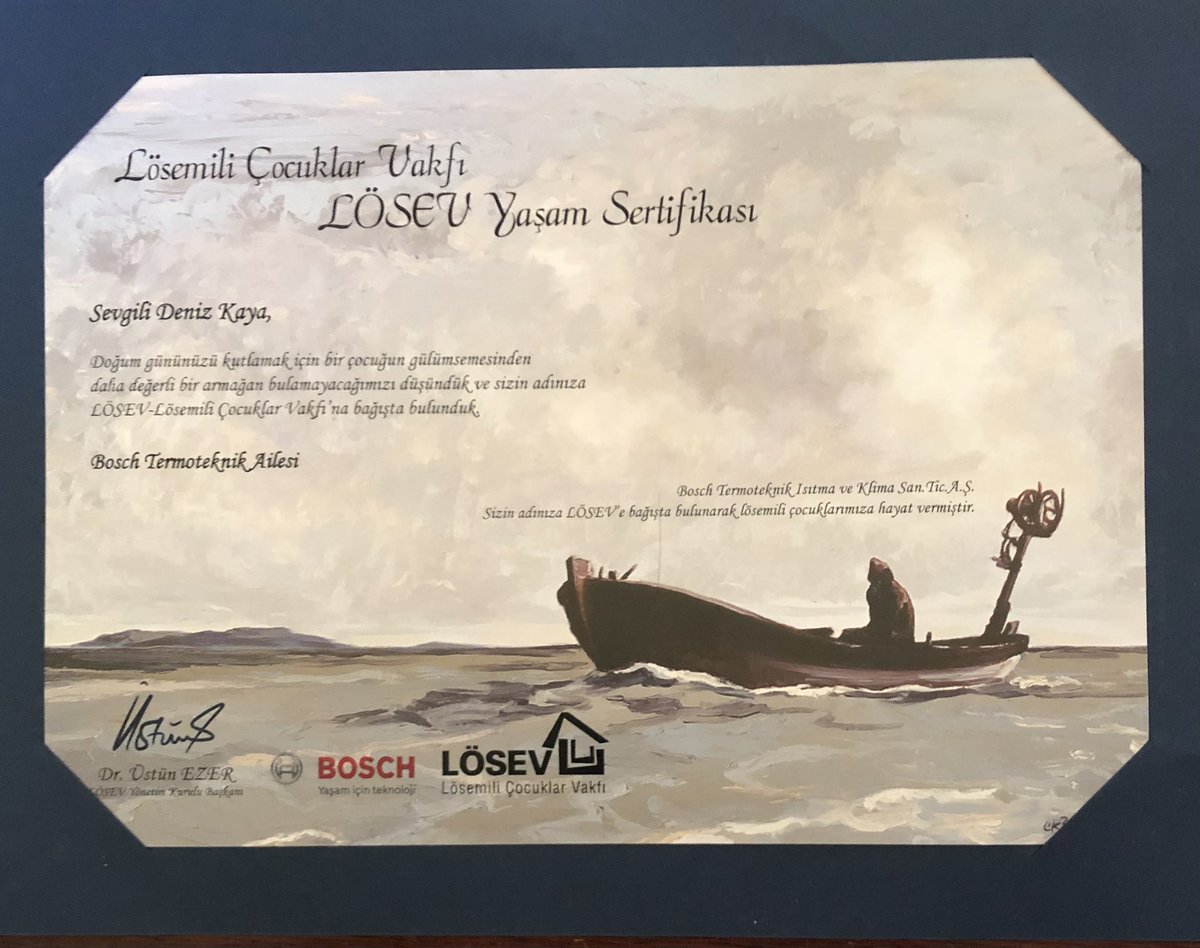 Lösemili Çocuklar Vakfı
LÖSEV Yaşam Sertifikası
Sevgili Deniz Kaya,
Doğum gününüzü kutlamak için bir çocuğun gülümsemesinden
daha değerli bir armağan bulamayacağımızı düşündük ve sizin adınıza
LÖSEV-Lösemili Çocuklar Vakfı'na bağışta bulunduk.
Bosch Termoteknik Ailesi
Bosch Termoteknik Isıtma ve Klima San.Tic.A.Ş.
Sizin adınıza LÖSEV'e bağışta bulunarak lösemili çocuklarımıza hayat vermiştir.
Dr. Üstün EZER
LÖSEV Yönetim Kurulu Başkanı
BOSCH
Yaşam için teknoloji
LÖSEV
Lösemili Çocuklar Vakfı